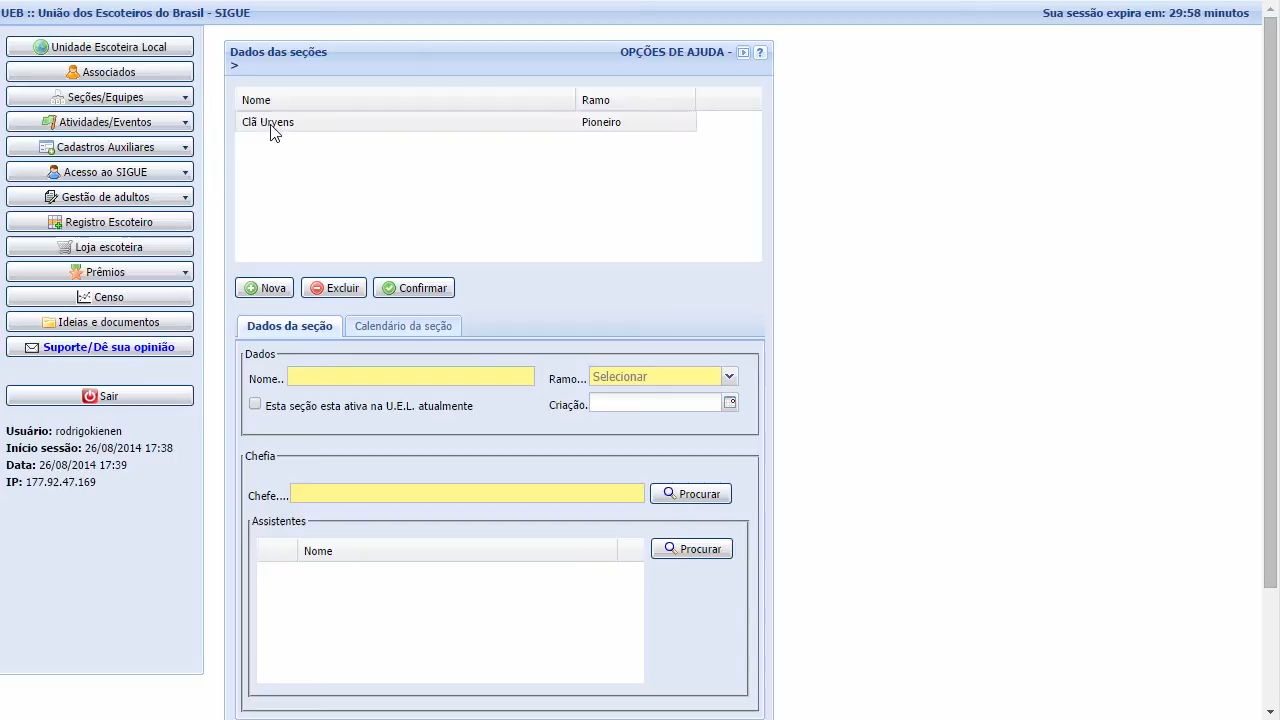 UEB :: União dos Escoteiros do Brasil - SIGUE
Sua sessão expira em: 29:58 minutos
Unidade Escoteira Local
Associados
Seções/Equipes
Atividades/Eventos
Cadastros Auxiliares
Acesso ao SIGUE
Gestão de adultos
Registro Escoteiro
Loja escoteira
Prêmios
Censo
Ideias e documentos
Suporte/Dê sua opinião
Sair
Usuário: rodrigokienen
Início sessão: 26/08/2014 17:38
Data: 26/08/2014 17:39
IP: 177.92.47.169
Dados das seções
OPÇÕES DE AJUDA -
>
Nome Ramo
Clã Pioneiro
Nova Excluir Confirmar
Dados da seção Calendário da seção
Dados
Nome.. Ramo... Selecionar
Esta seção esta ativa na U.E.L. atualmente Criação.
Chefia
Chefe.... Procurar
Assistentes
Nome Procurar